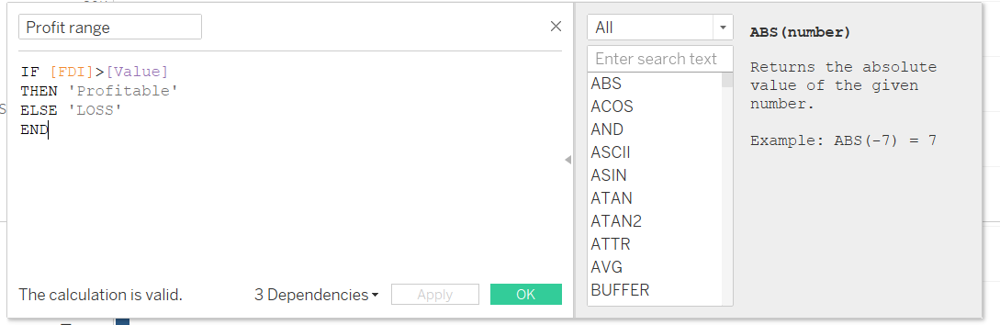 Profit range
IF [FDI]>[Value]
THEN 'Profitable'
ELSE 'LOSS'
END
The calculation is valid.
3 Dependencies
Apply
OK
All
Enter search text
ABS
ACOS
AND
ASCII
ASIN
ATAN
ATAN2
ATTR
AVG
BUFFER
ABS(number)
Returns the absolute
value of the given
number.
Example: ABS(-7) = 7